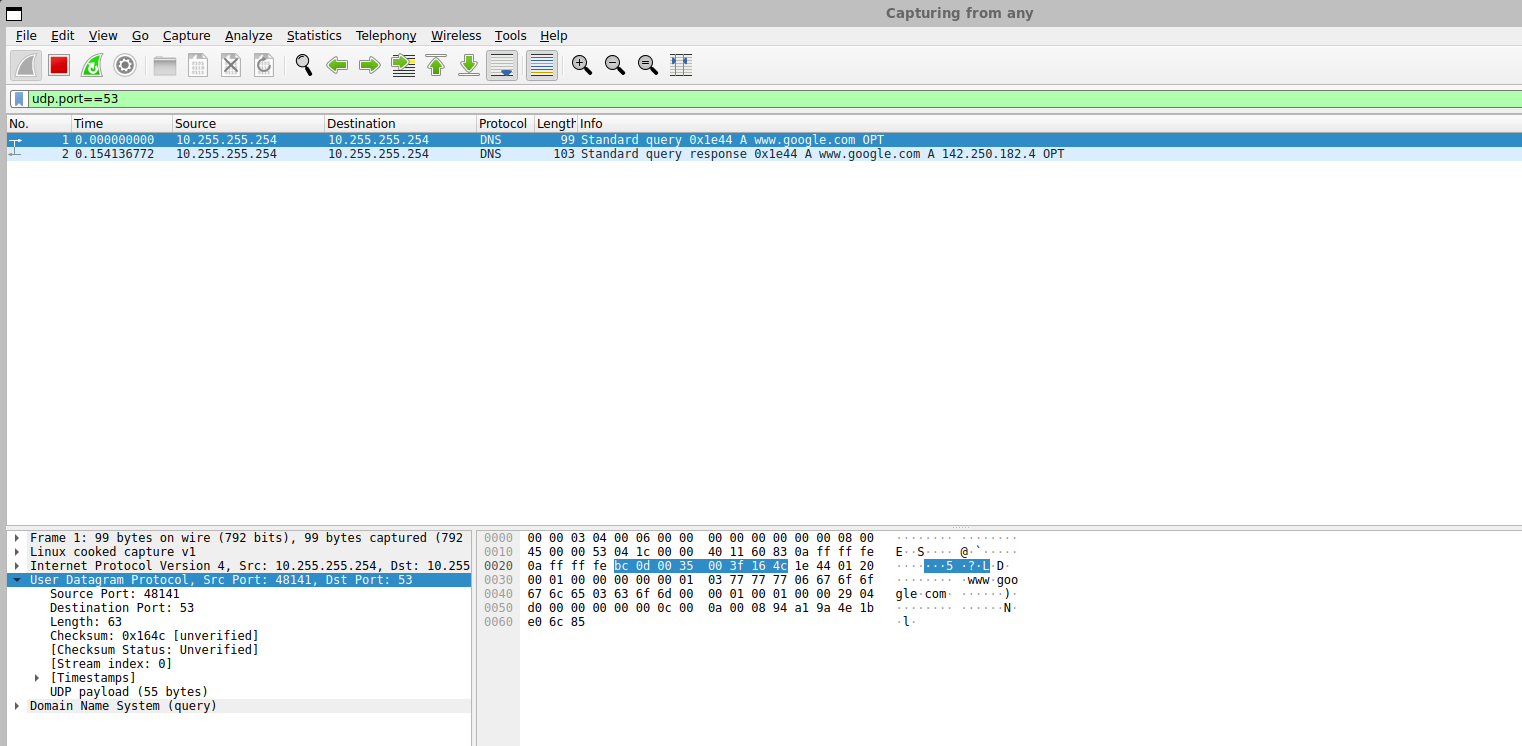 Capturing from any
File Edit View Go Capture Analyze Statistics Telephony Wireless Tools Help
udp.port==53
No. Time Source Destination Protocol Length Info
1 0.000000000 10.255.255.254 10.255.255.254 DNS 99 Standard query 0x1e44 A www.google.com OPT
2 0.154136772 10.255.255.254 10.255.255.254 DNS 103 Standard query response 0x1e44 A www.google.com A 142.250.182.4 OPT
Frame 1: 99 bytes on wire (792 bits), 99 bytes captured (792
Linux cooked capture v1
Internet Protocol Version 4, Src: 10.255.255.254, Dst: 10.255
User Datagram Protocol, Src Port: 48141, Dst Port: 53
Source Port: 48141
Destination Port: 53
Length: 63
Checksum: 0x164c [unverified]
[Checksum Status: Unverified]
[Stream index: 0]
[Timestamps]
UDP payload (55 bytes)
Domain Name System (query)
0000 00 00 03 04 00 06 00 00 00 00 00 00 00 00 08 00 ········ ········
0010 45 00 00 53 04 1c 00 00 40 11 60 83 0a ff ff fe E··S···· @·`·····
0020 0a ff ff fe bc 0d 00 35 00 3f 16 4c 1e 44 01 20 ·······5 ·?·L·D· 
0030 00 01 00 00 00 00 00 01 03 77 77 77 06 67 6f 6f ········ ·www·goo
0040 67 6c 65 03 63 6f 6d 00 00 01 00 01 00 00 29 04 gle·com· ······)·
0050 d0 00 00 00 00 00 0c 00 0a 00 08 94 a1 9a 4e 1b ········ ······N·
0060 e0 6c 85 ·l·